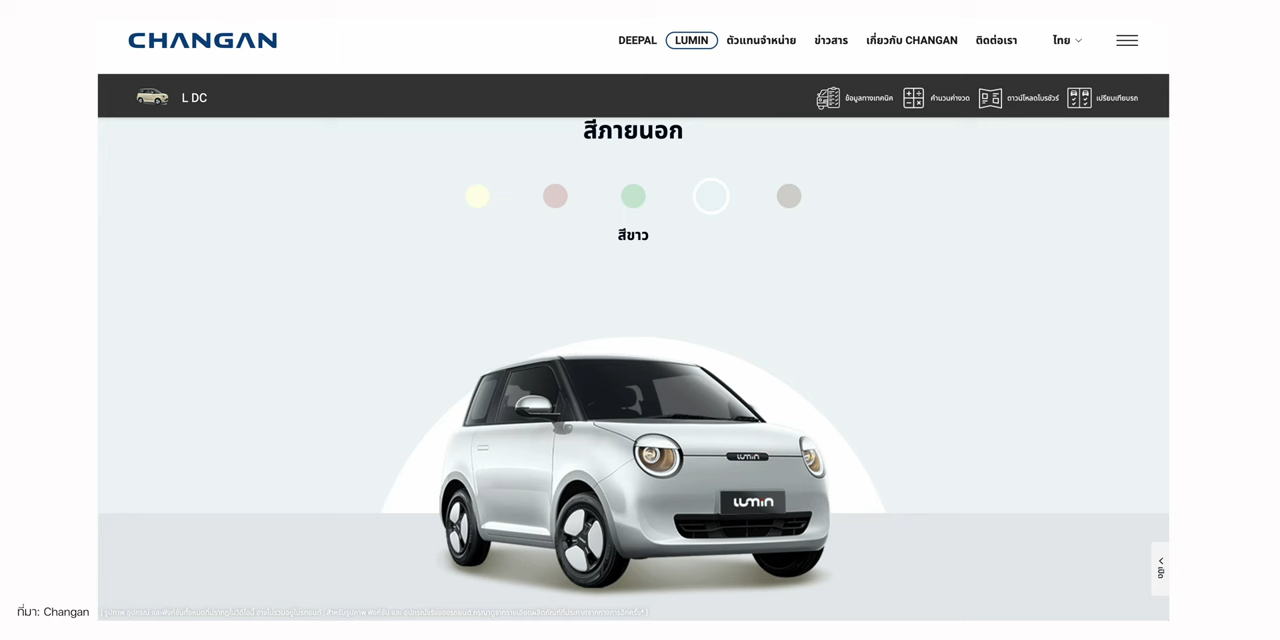 CHANGAN
DEEPAL LUMIN ตัวแทนจำหน่าย ข่าวสาร เกี่ยวกับ CHANGAN ติดต่อเรา ไทย
L DC
ข้อมูลทางเทคนิค คำนวนค่างวด ดาวน์โหลดโบรชัวร์ เปรียบเทียบรถ
สีภายนอก
สีขาว
LUMIN
LUMIN
ที่มา: Changan